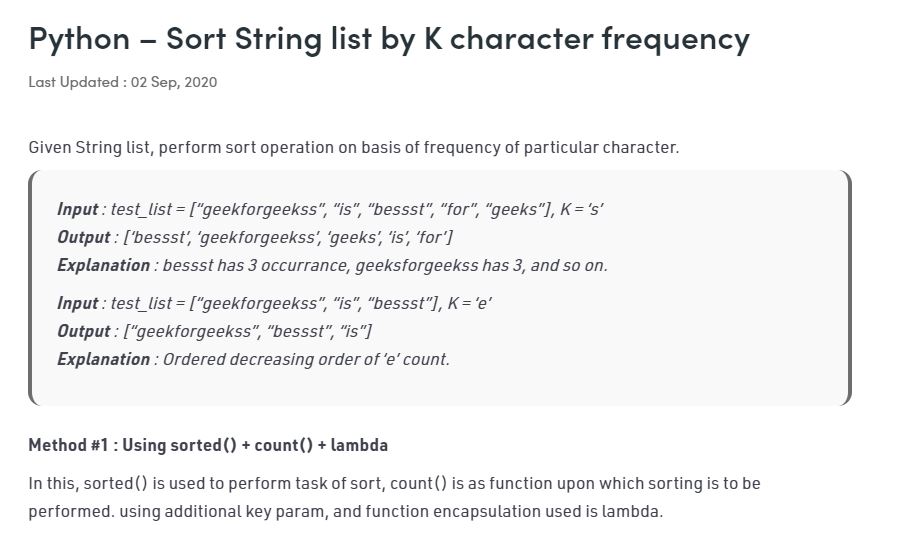 Python – Sort String list by K character frequency
Last Updated : 02 Sep, 2020
Given String list, perform sort operation on basis of frequency of particular character.
Input : test_list = [“geekforgeekss”, “is”, “bessst”, “for”, “geeks”], K = ‘s’
Output : [‘bessst’, ‘geekforgeekss’, ‘geeks’, ‘is’, ‘for’]
Explanation : bessst has 3 occurrance, geeksforgeekss has 3, and so on.
Input : test_list = [“geekforgeekss”, “is”, “bessst”], K = ‘e’
Output : [“geekforgeekss”, “bessst”, “is”]
Explanation : Ordered decreasing order of ‘e’ count.
Method #1 : Using sorted() + count() + lambda
In this, sorted() is used to perform task of sort, count() is as function upon which sorting is to be
performed. using additional key param, and function encapsulation used is lambda.